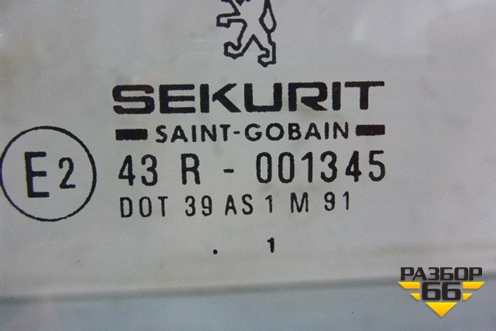 SEKURIT
SAINT-GOBAIN
E2 43 R - 001345
DOT 39 AS 1 M 91
. 1
РАЗБОР
66